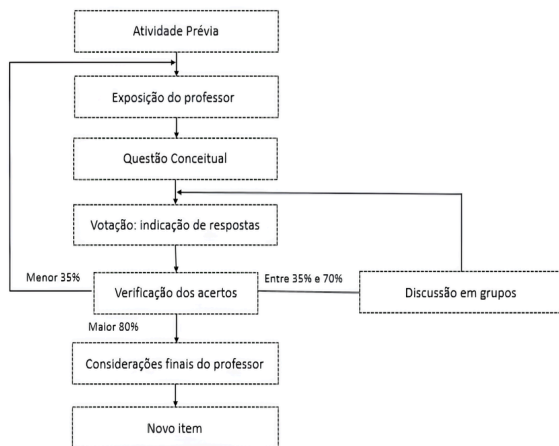 Atividade Prévia
Exposição do professor
Questão Conceitual
Votação: indicação de respostas
Menor 35%
Verificação dos acertos
Entre 35% e 70%
Discussão em grupos
Maior 80%
Considerações finais do professor
Novo item